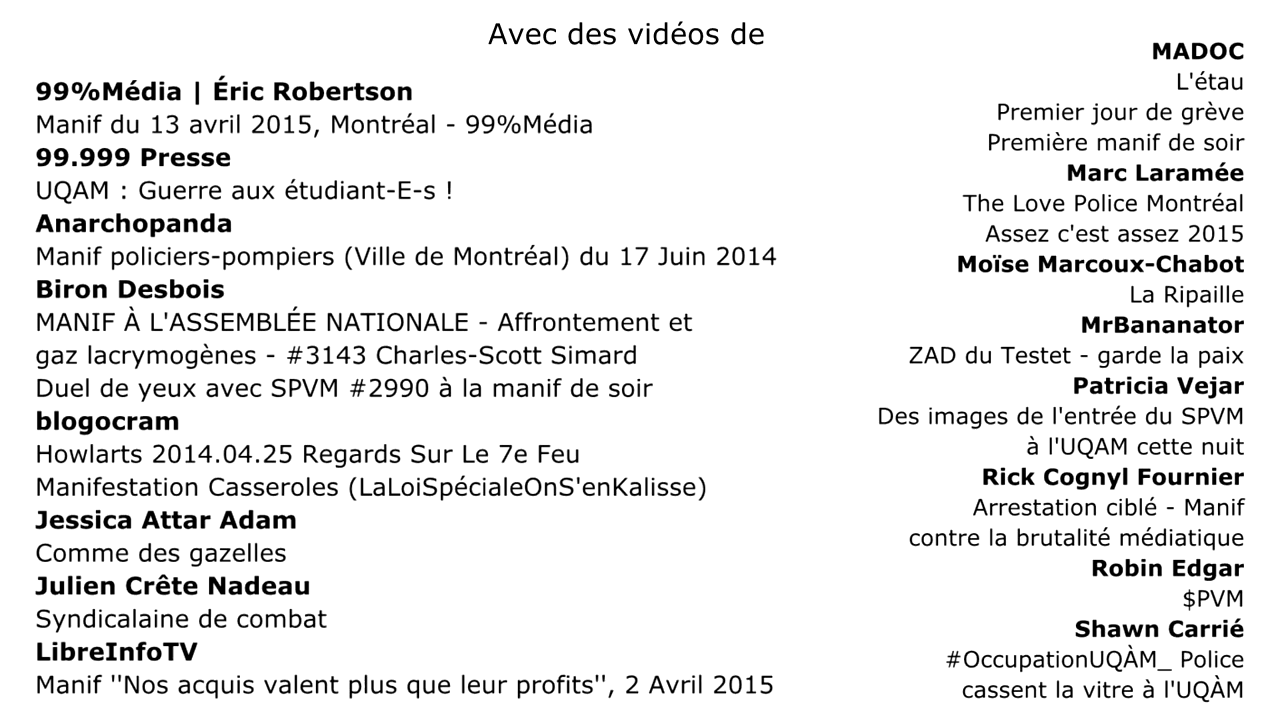 Avec des vidéos de
99%Média | Éric Robertson
Manif du 13 avril 2015, Montréal - 99%Média
99.999 Presse
UQAM : Guerre aux étudiant-E-s !
Anarchopanda
Manif policiers-pompiers (Ville de Montréal) du 17 Juin 2014
Biron Desbois
MANIF À L'ASSEMBLÉE NATIONALE - Affrontement et
gaz lacrymogènes - #3143 Charles-Scott Simard
Duel de yeux avec SPVM #2990 à la manif de soir
blogocram
Howlarts 2014.04.25 Regards Sur Le 7e Feu
Manifestation Casseroles (LaLoiSpécialeOnS'enKalisse)
Jessica Attar Adam
Comme des gazelles
Julien Crête Nadeau
Syndicalaine de combat
LibreInfoTV
Manif ''Nos acquis valent plus que leur profits'', 2 Avril 2015
MADOC
L'étau
Premier jour de grève
Première manif de soir
Marc Laramée
The Love Police Montréal
Assez c'est assez 2015
Moïse Marcoux-Chabot
La Ripaille
MrBananator
ZAD du Testet - garde la paix
Patricia Vejar
Des images de l'entrée du SPVM
à l'UQAM cette nuit
Rick Cognyl Fournier
Arrestation ciblé - Manif
contre la brutalité médiatique
Robin Edgar
$PVM
Shawn Carrié
#OccupationUQÀM_ Police
cassent la vitre à l'UQÀM